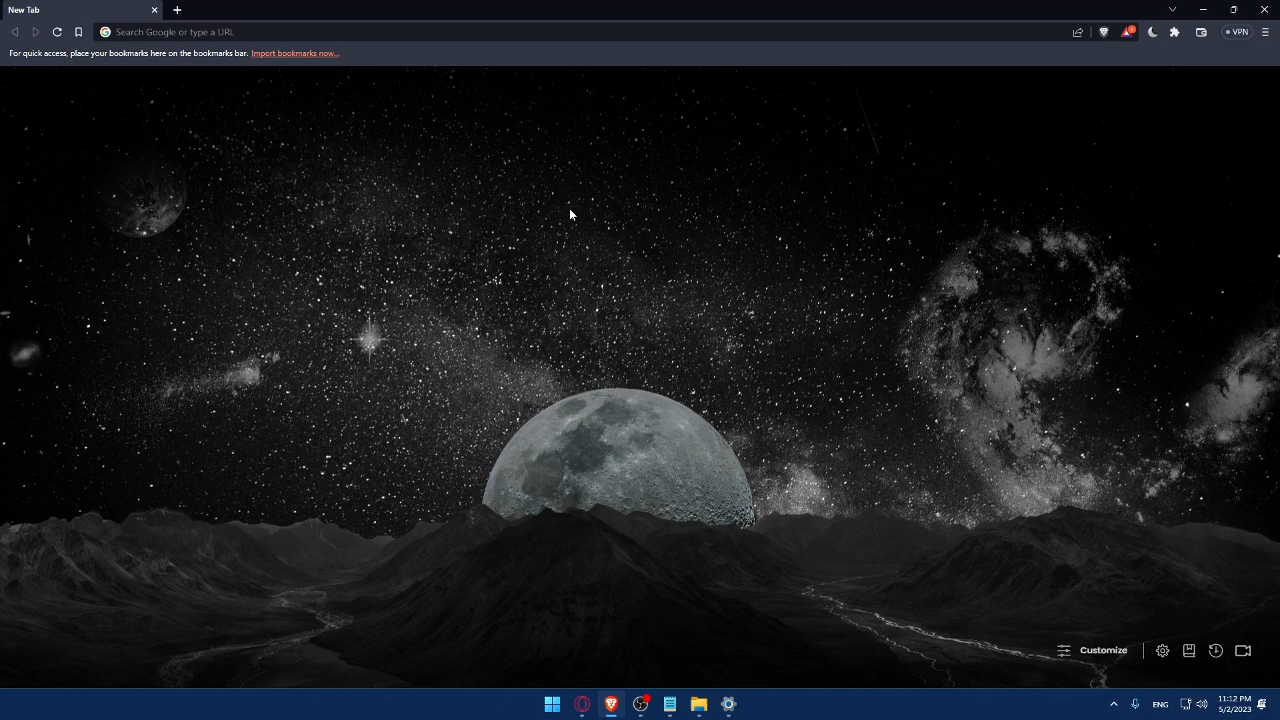 New Tab
Search Google or type a URL
VPN
For quick access, place your bookmarks here on the bookmarks bar. Import bookmarks now...
Customize
ENG
11:12 PM
5/2/2023